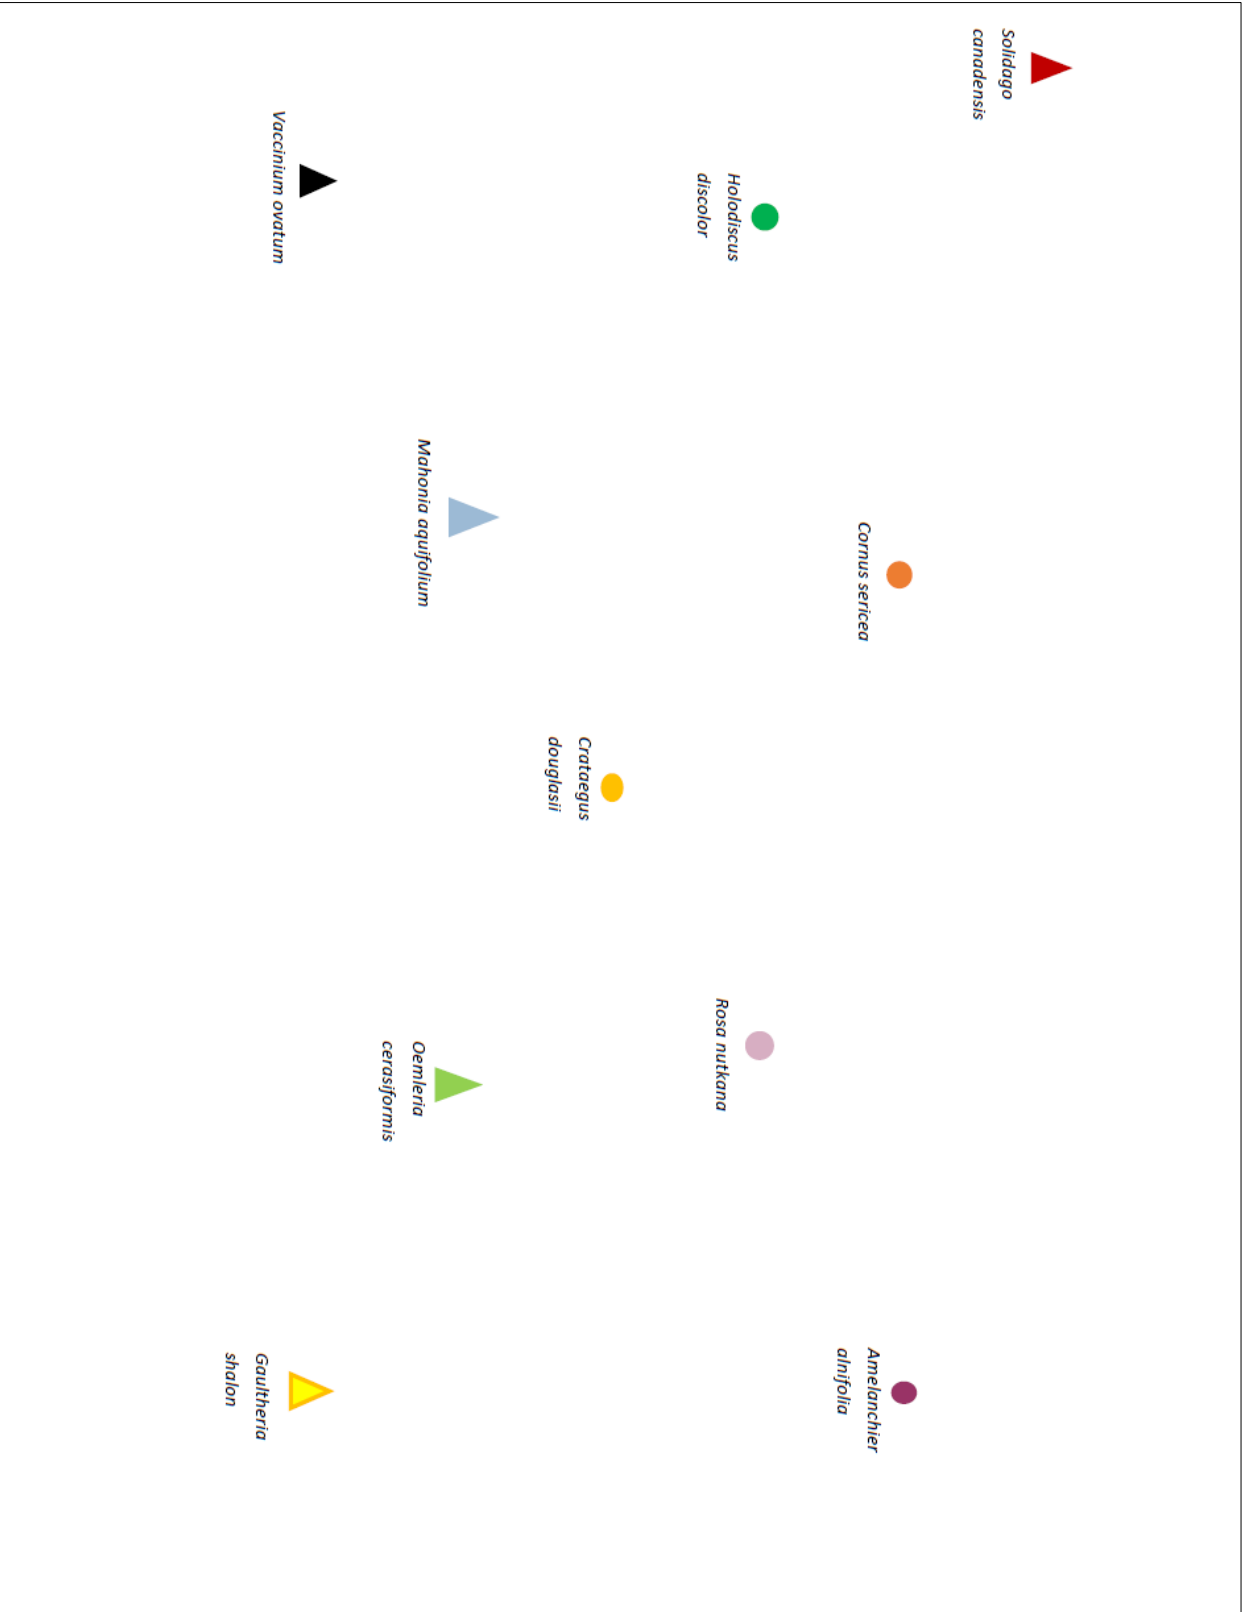 Solidago
canadensis
Amelanchier
alnifolia
Cornus sericea
Holodiscus
discolor
Rosa nutkana
Crataegus
douglasii
Mahonia aquifolium
Oemleria
cerasiformis
Vaccinium ovatum
Gaultheria
shalon